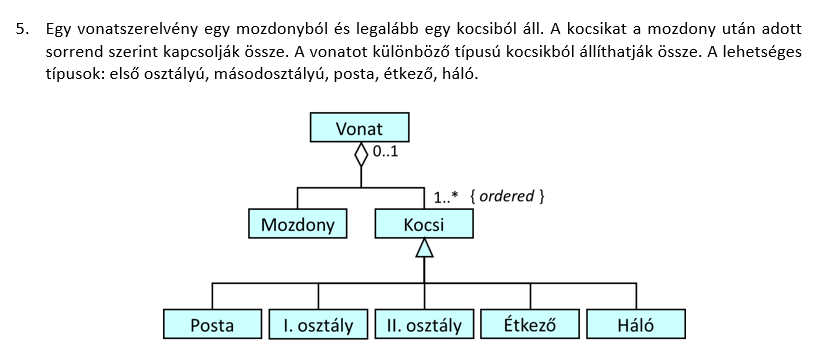 5. Egy vonatszerelvény egy mozdonyból és legalább egy kocsiból áll. A kocsikat a mozdony után adott
sorrend szerint kapcsolják össze. A vonatot különböző típusú kocsikból állíthatják össze. A lehetséges
típusok: első osztályú, másodosztályú, posta, étkező, háló.
Vonat
0..1
1..* { ordered }
Mozdony
Kocsi
Posta
I. osztály
II. osztály
Étkező
Háló